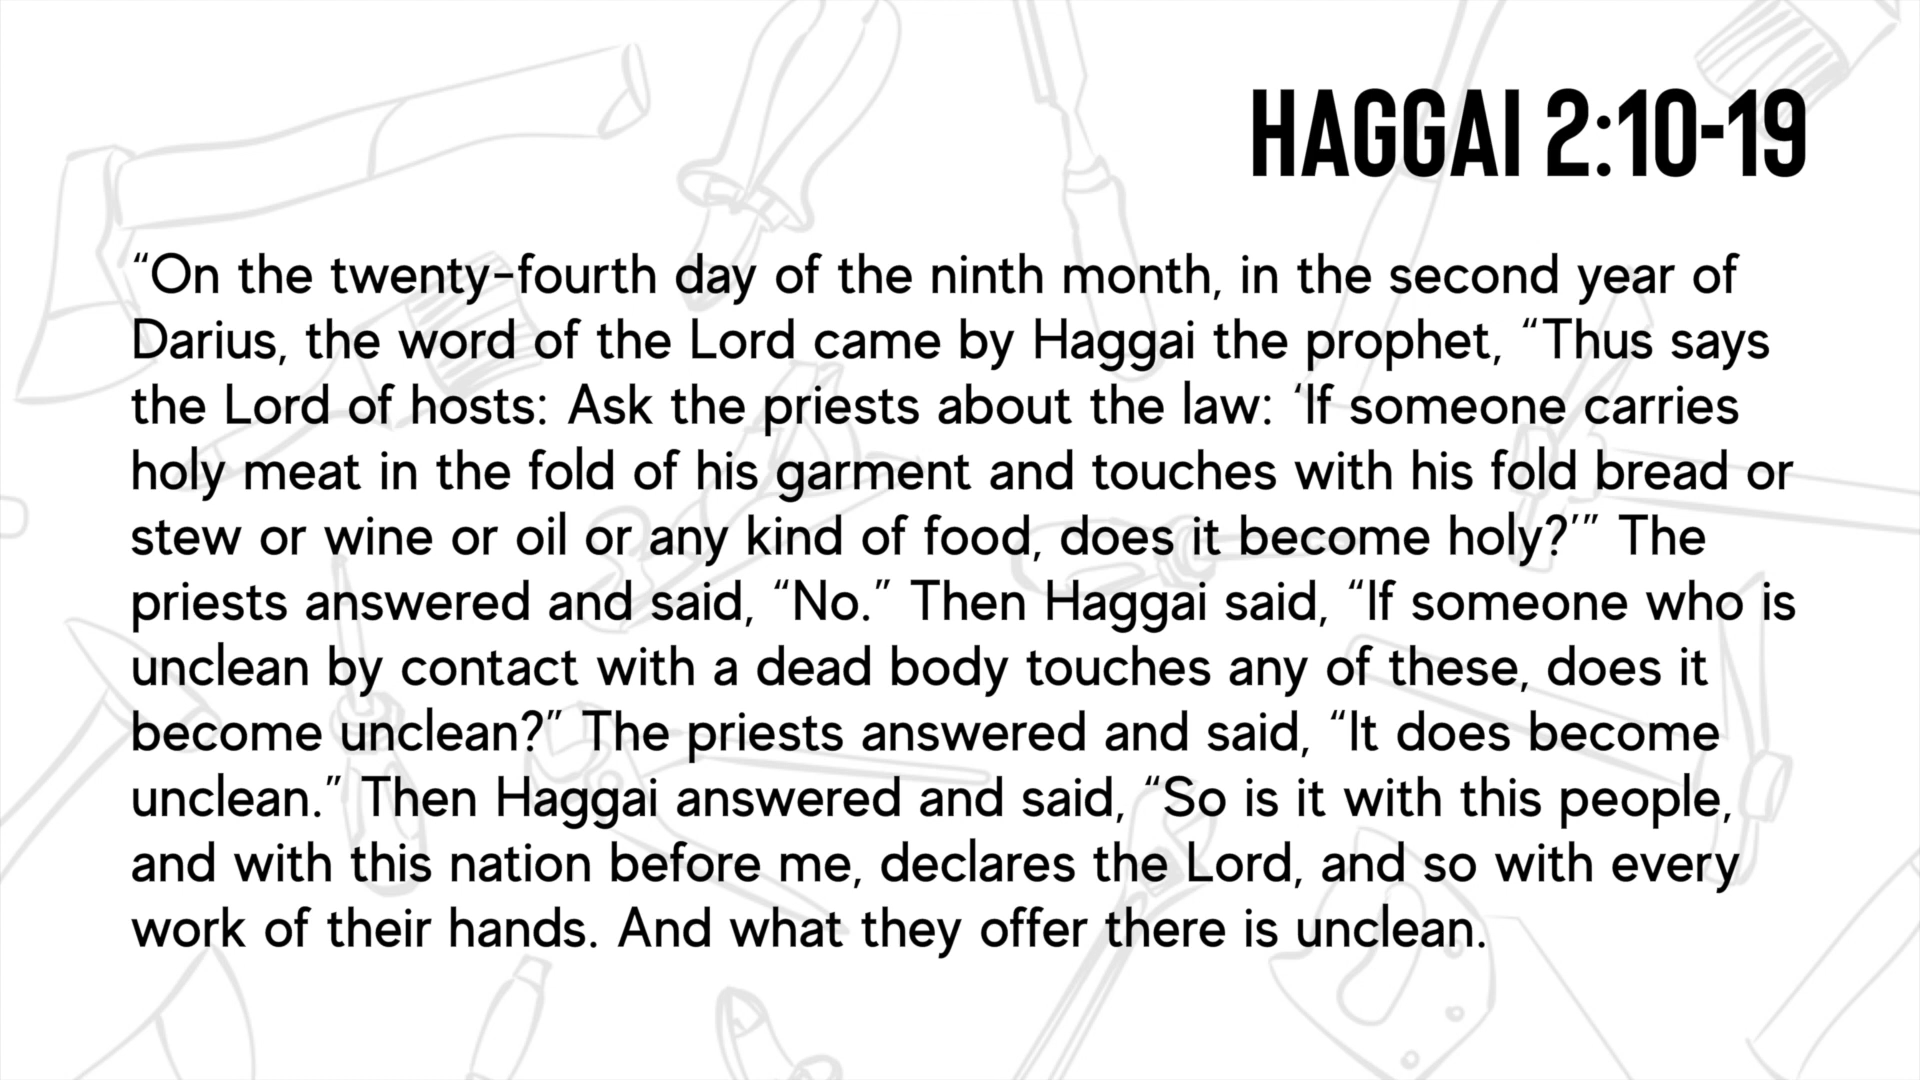 HAGGAI 2:10-19
“On the twenty-fourth day of the ninth month, in the second year of
Darius, the word of the Lord came by Haggai the prophet, “Thus says
the Lord of hosts: Ask the priests about the law: ‘If someone carries
holy meat in the fold of his garment and touches with his fold bread or
stew or wine or oil or any kind of food, does it become holy?’” The
priests answered and said, “No.” Then Haggai said, “If someone who is
unclean by contact with a dead body touches any of these, does it
become unclean?” The priests answered and said, “It does become
unclean.” Then Haggai answered and said, “So is it with this people,
and with this nation before me, declares the Lord, and so with every
work of their hands. And what they offer there is unclean.